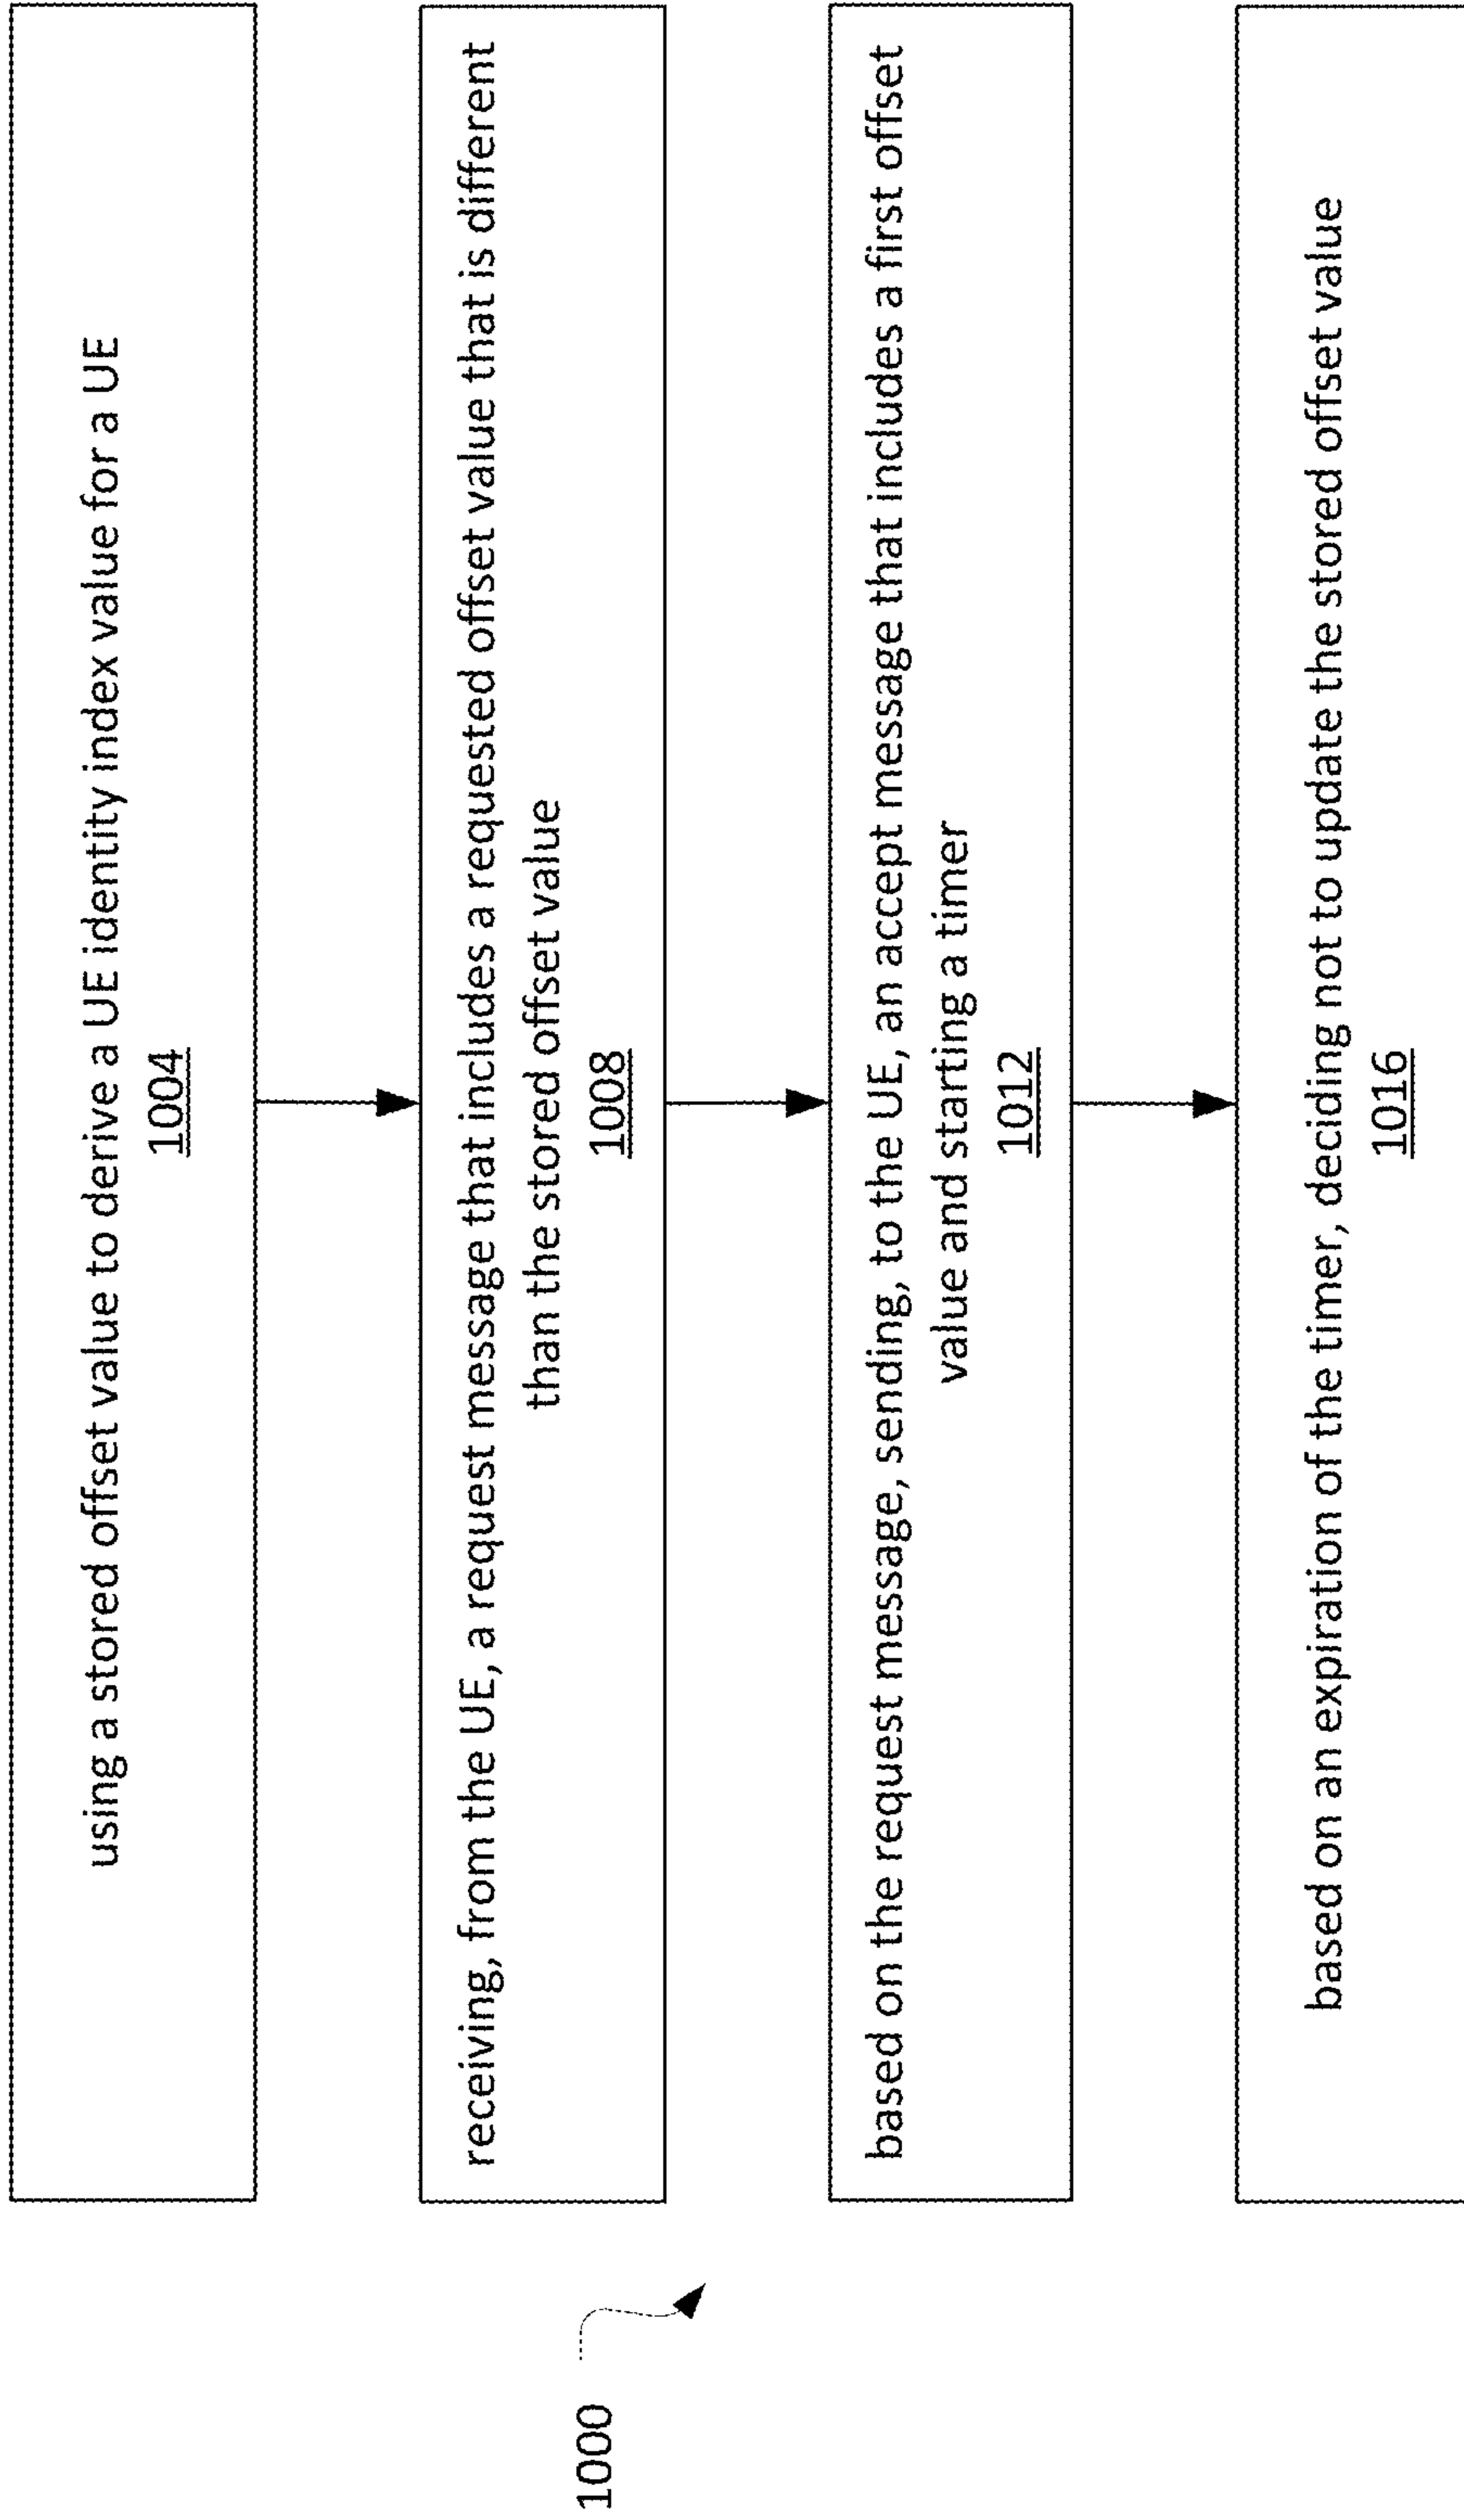 1000
using a stored offset value to derive a UE identity index value for a UE
1004
receiving, from the UE, a request message that includes a requested offset value that is different
than the stored offset value
1008
based on the request message, sending, to the UE, an accept message that includes a first offset
value and starting a timer
1012
based on an expiration of the timer, deciding not to update the stored offset value
1016